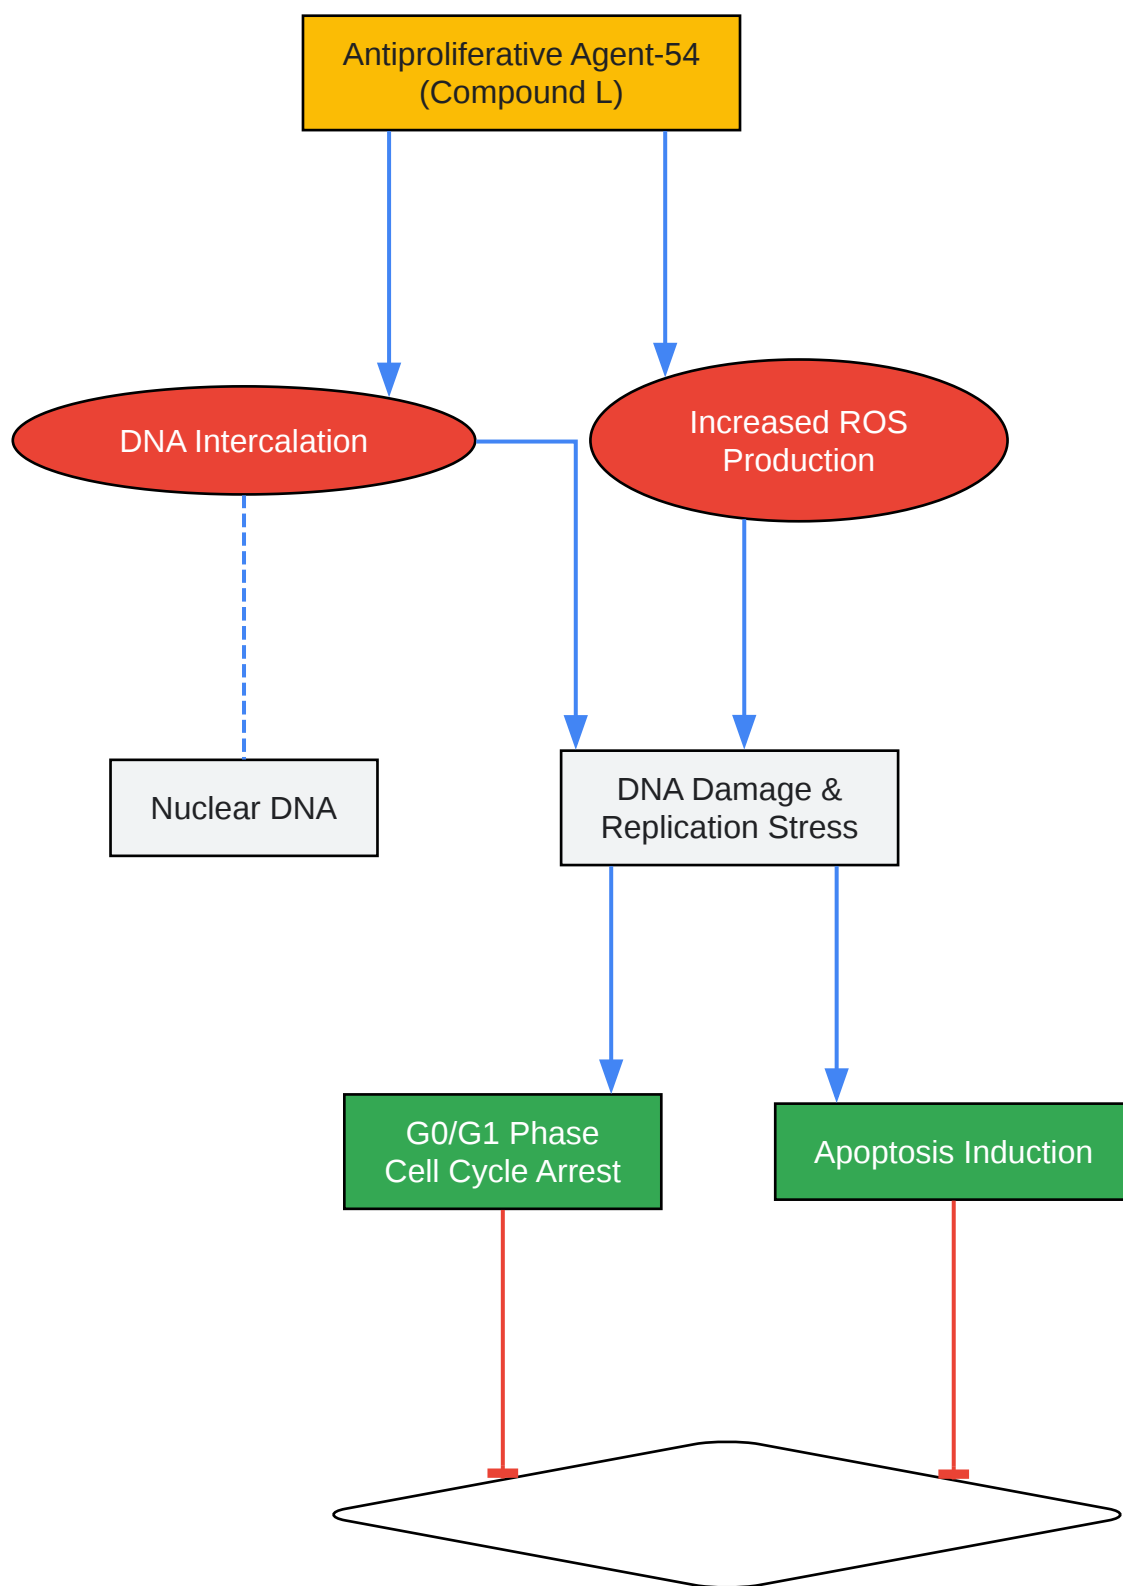 Antiproliferative Agent-54
(Compound L)
DNA Intercalation
Increased ROS
Production
Nuclear DNA
DNA Damage &
Replication Stress
G0/G1 Phase
Cell Cycle Arrest
Apoptosis Induction